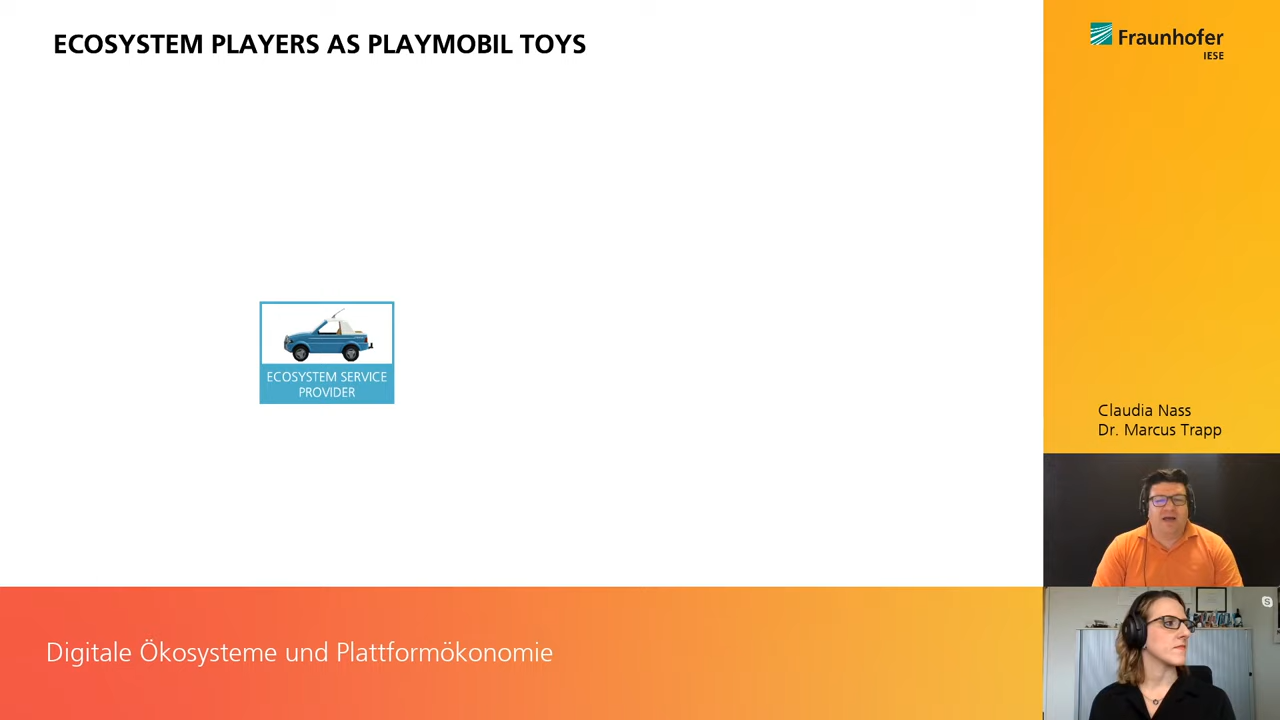 ECOSYSTEM PLAYERS AS PLAYMOBIL TOYS
Fraunhofer
IESE
ECOSYSTEM SERVICE
PROVIDER
Claudia Nass
Dr. Marcus Trapp
Digitale Ökosysteme und Plattformökonomie